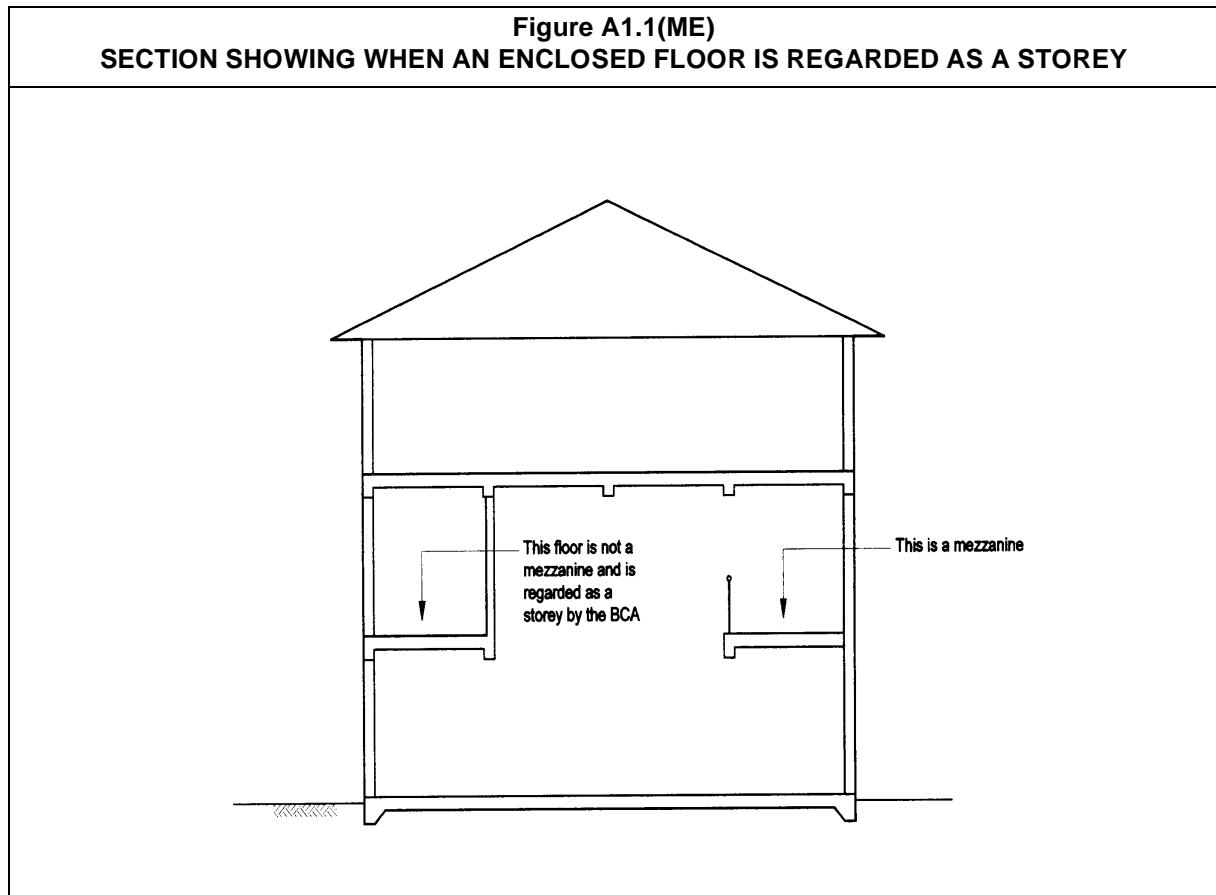 Figure A1.1(ME)
SECTION SHOWING WHEN AN ENCLOSED FLOOR IS REGARDED AS A STOREY
This floor is not a
mezzanine and is
regarded as a
storey by the BCA
This is a mezzanine